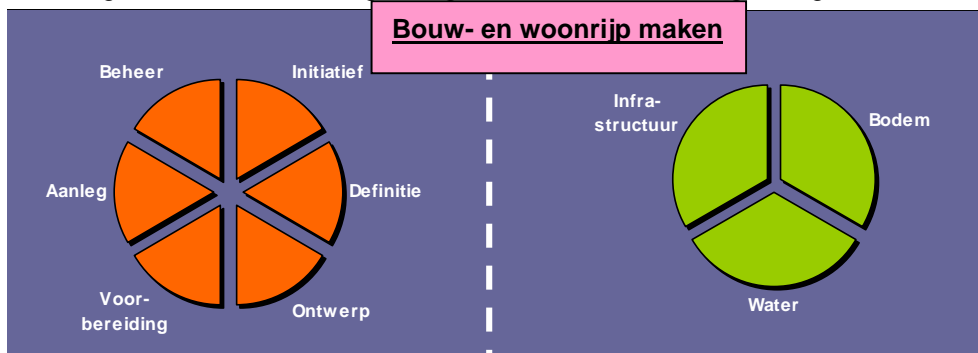 Bouw- en woonrijp maken
Beheer
Initiatief
Aanleg
Definitie
Voor-
bereiding
Ontwerp
Infra-
structuur
Bodem
Water